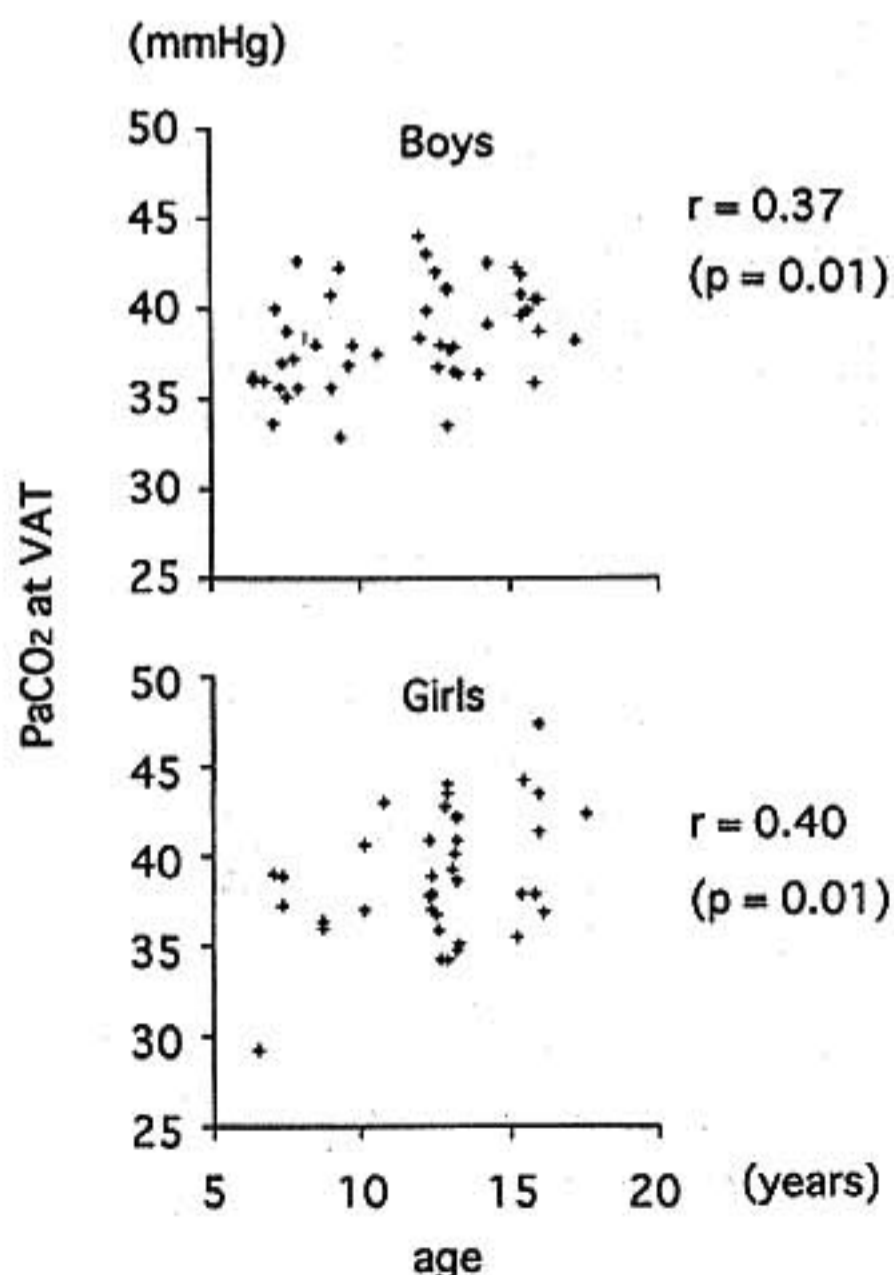 (mmHg)
50
Boys
45
r = 0.37
40
(p = 0.01)
35
30
25
PaCO2 at VAT
50
Girls
45
40
r = 0.40
35
(p = 0.01)
30
25
5 10 15 20 (years)
age